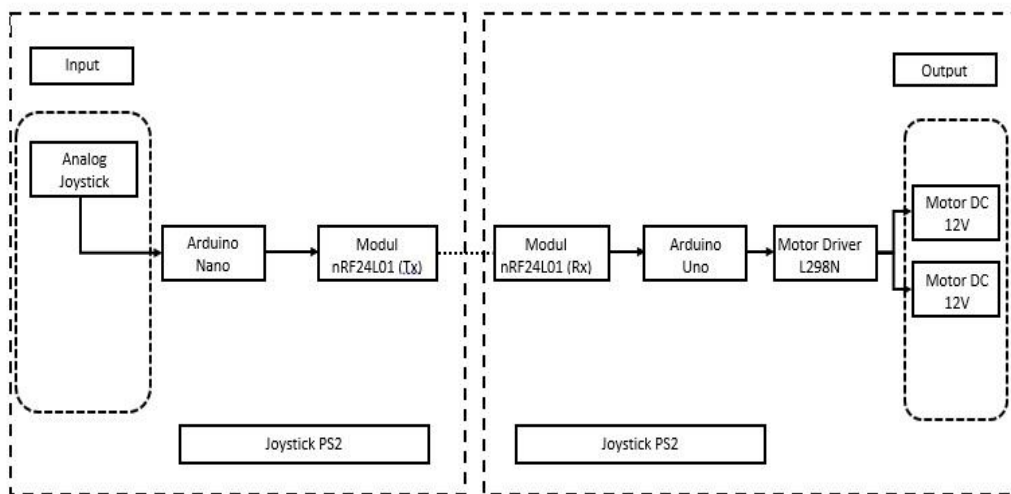 Input
Output
Analog
Joystick
Arduino
Nano
Modul
nRF24L01 (Tx)
Modul
nRF24L01 (Rx)
Arduino
Uno
Motor Driver
L298N
Motor DC
12V
Motor DC
12V
Joystick PS2
Joystick PS2